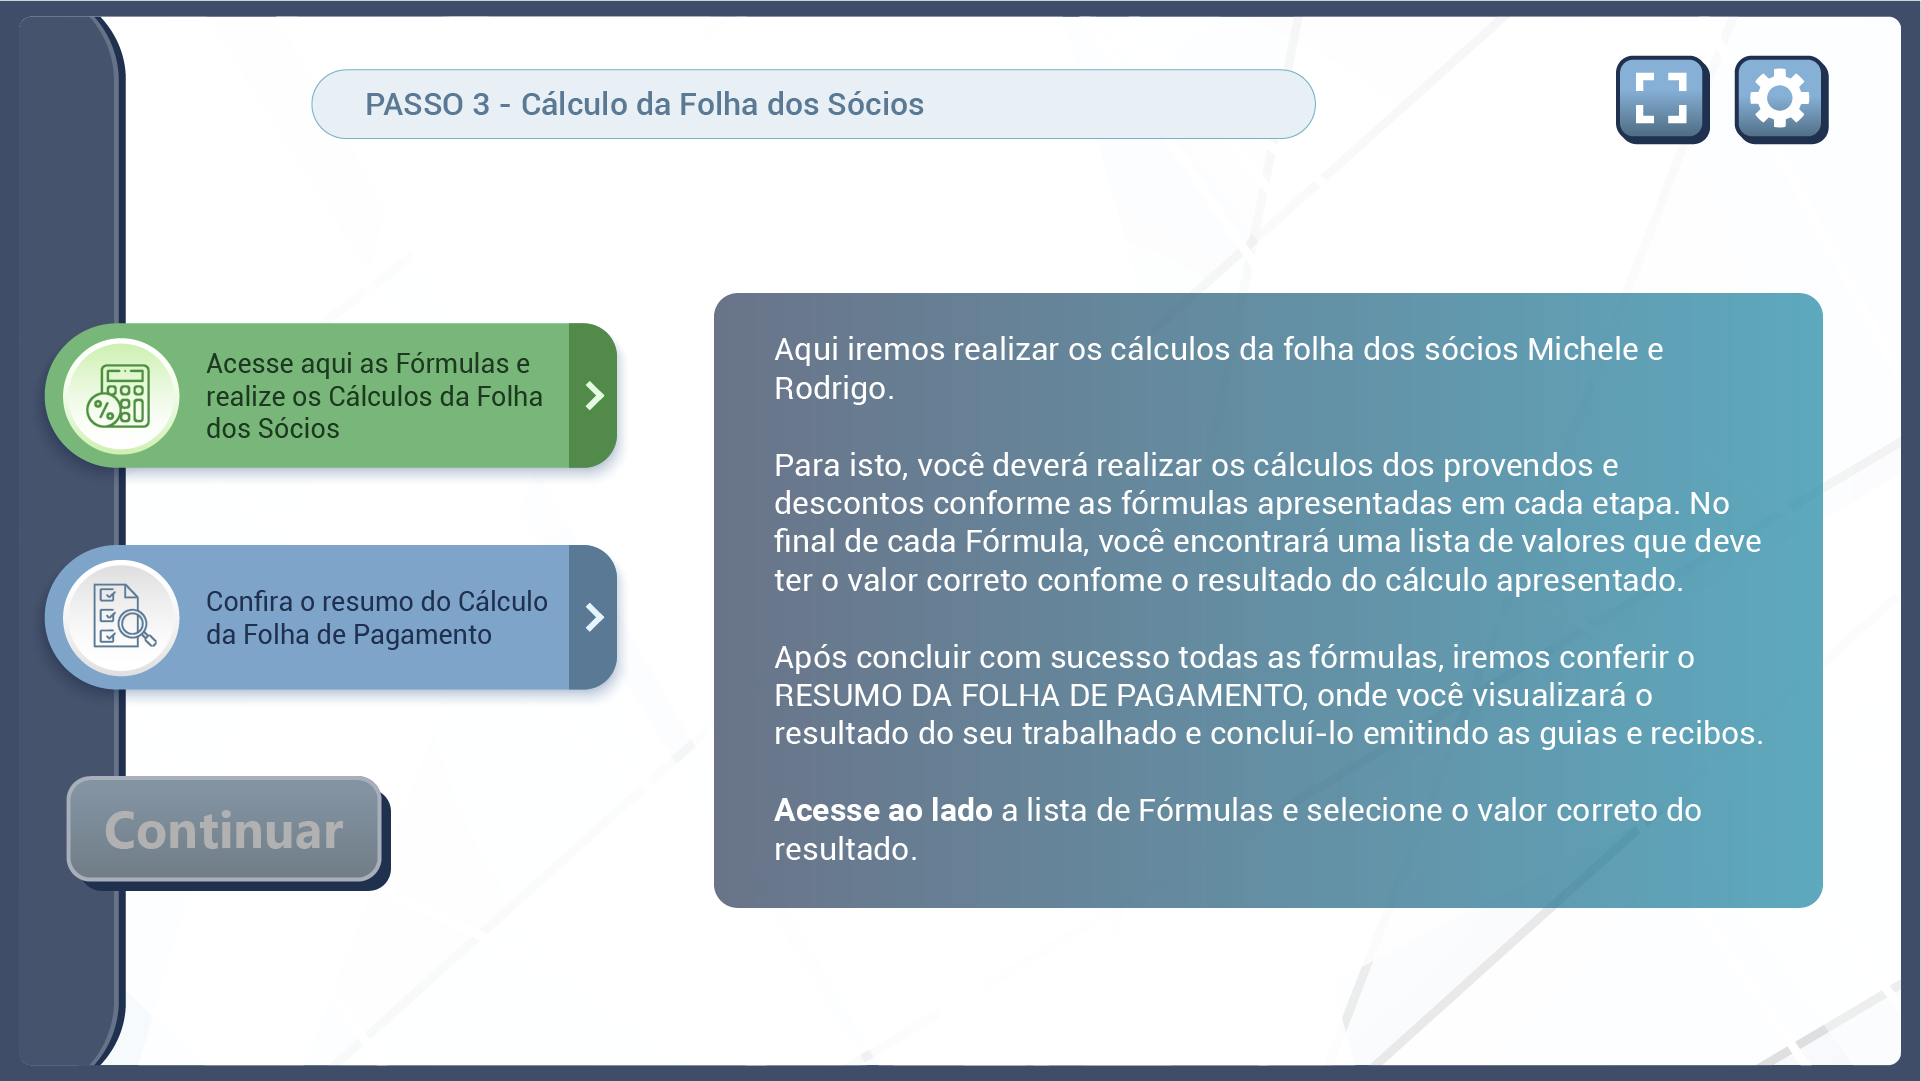 PASSO 3 - Cálculo da Folha dos Sócios
Acesse aqui as Fórmulas e
realize os Cálculos da Folha
dos Sócios
Confira o resumo do Cálculo
da Folha de Pagamento
Continuar
Aqui iremos realizar os cálculos da folha dos sócios Michele e
Rodrigo.
Para isto, você deverá realizar os cálculos dos provendos e
descontos conforme as fórmulas apresentadas em cada etapa. No
final de cada Fórmula, você encontrará uma lista de valores que deve
ter o valor correto confome o resultado do cálculo apresentado.
Após concluir com sucesso todas as fórmulas, iremos conferir o
RESUMO DA FOLHA DE PAGAMENTO, onde você visualizará o
resultado do seu trabalhado e concluí-lo emitindo as guias e recibos.
Acesse ao lado a lista de Fórmulas e selecione o valor correto do
resultado.